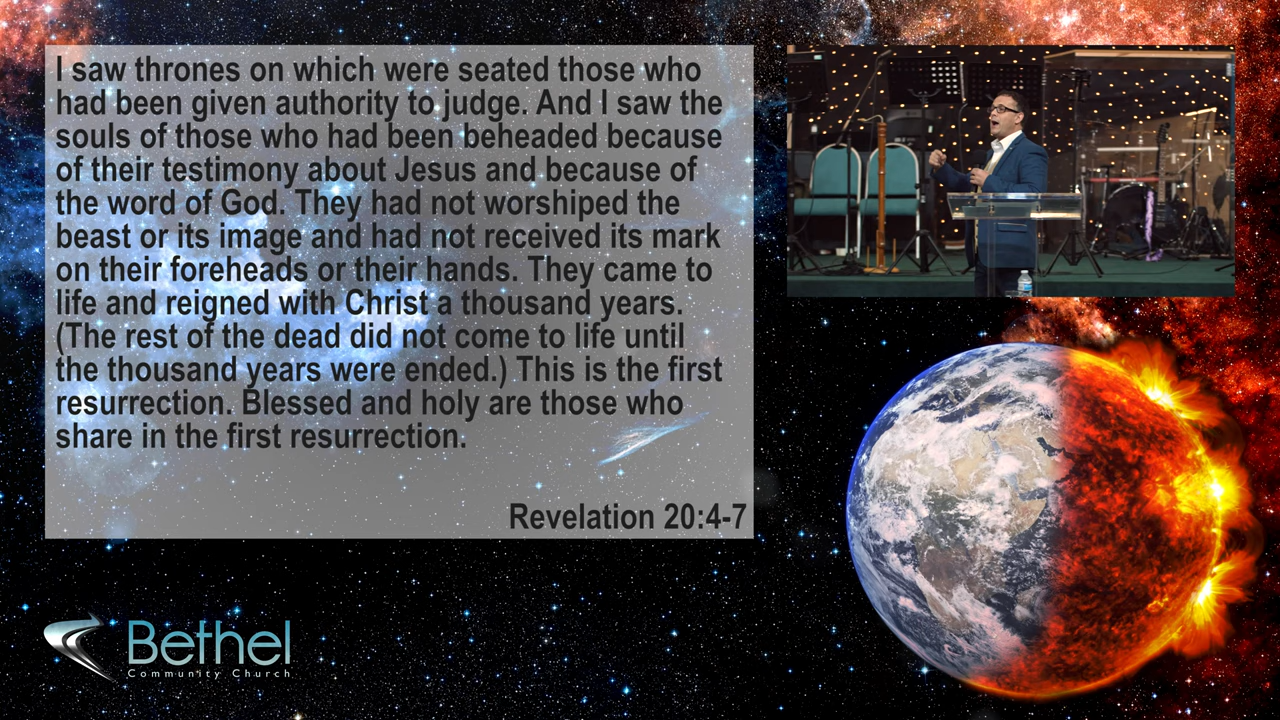 I saw thrones on which were seated those who
had been given authority to judge. And I saw the
souls of those who had been beheaded because
of their testimony about Jesus and because of
the word of God. They had not worshiped the
beast or its image and had not received its mark
on their foreheads or their hands. They came to
life and reigned with Christ a thousand years.
(The rest of the dead did not come to life until
the thousand years were ended.) This is the first
resurrection. Blessed and holy are those who
share in the first resurrection.
Revelation 20:4-7
Bethel
Community Church